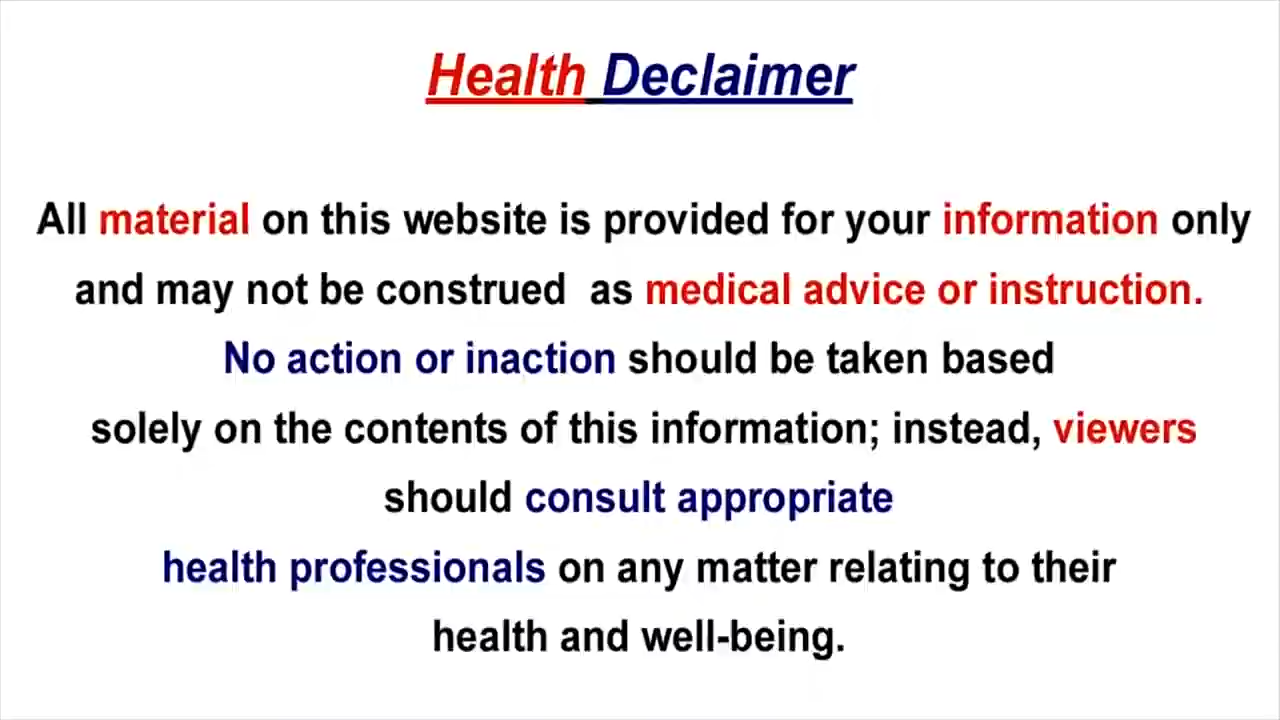 Health Declaimer
All material on this website is provided for your information only
and may not be construed as medical advice or instruction.
No action or inaction should be taken based
solely on the contents of this information; instead, viewers
should consult appropriate
health professionals on any matter relating to their
health and well-being.